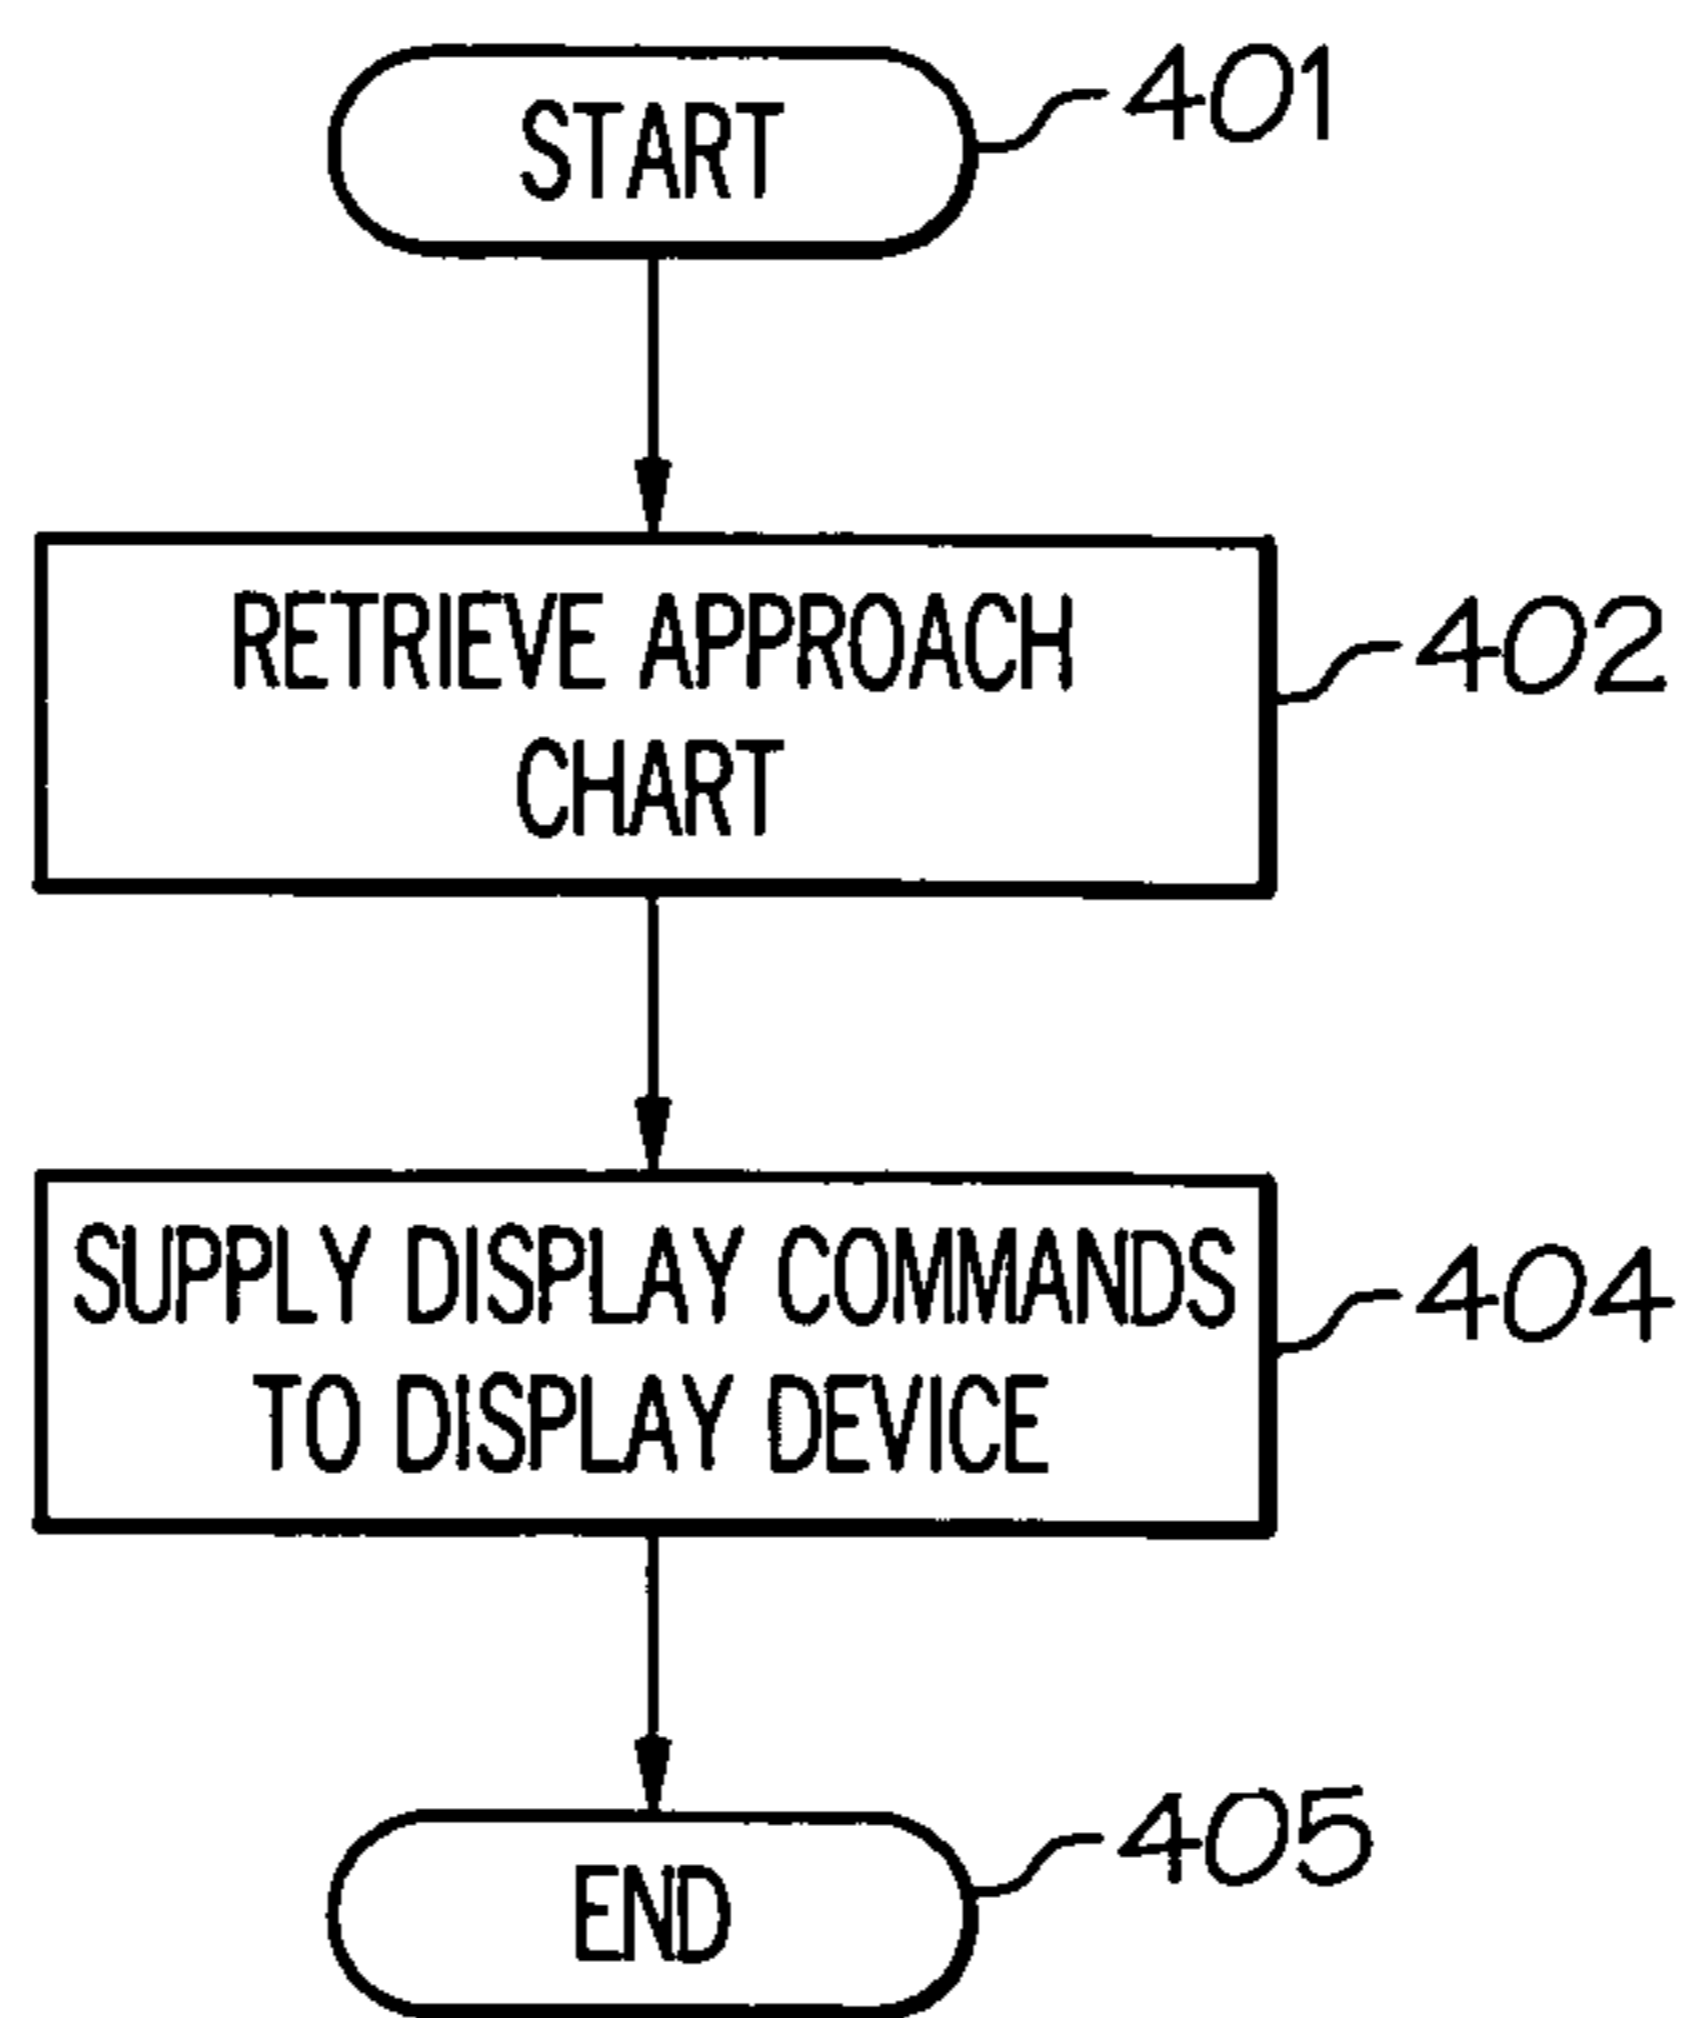 START
401
RETRIEVE APPROACH
CHART
402
SUPPLY DISPLAY COMMANDS
TO DISPLAY DEVICE
404
END
405